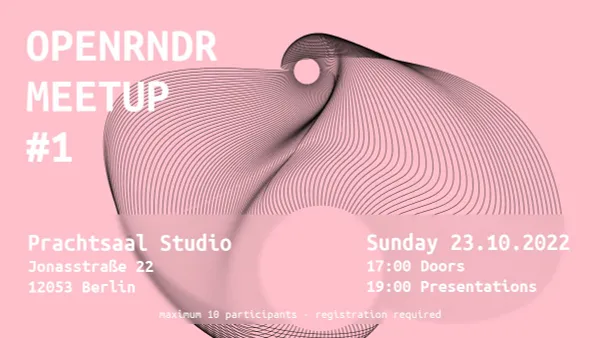 OPENRNDR
MEETUP
#1
Prachtsaal Studio
Jonasstraße 22
12053 Berlin
Sunday 23.10.2022
17:00 Doors
19:00 Presentations
maximum 10 participants - registration required